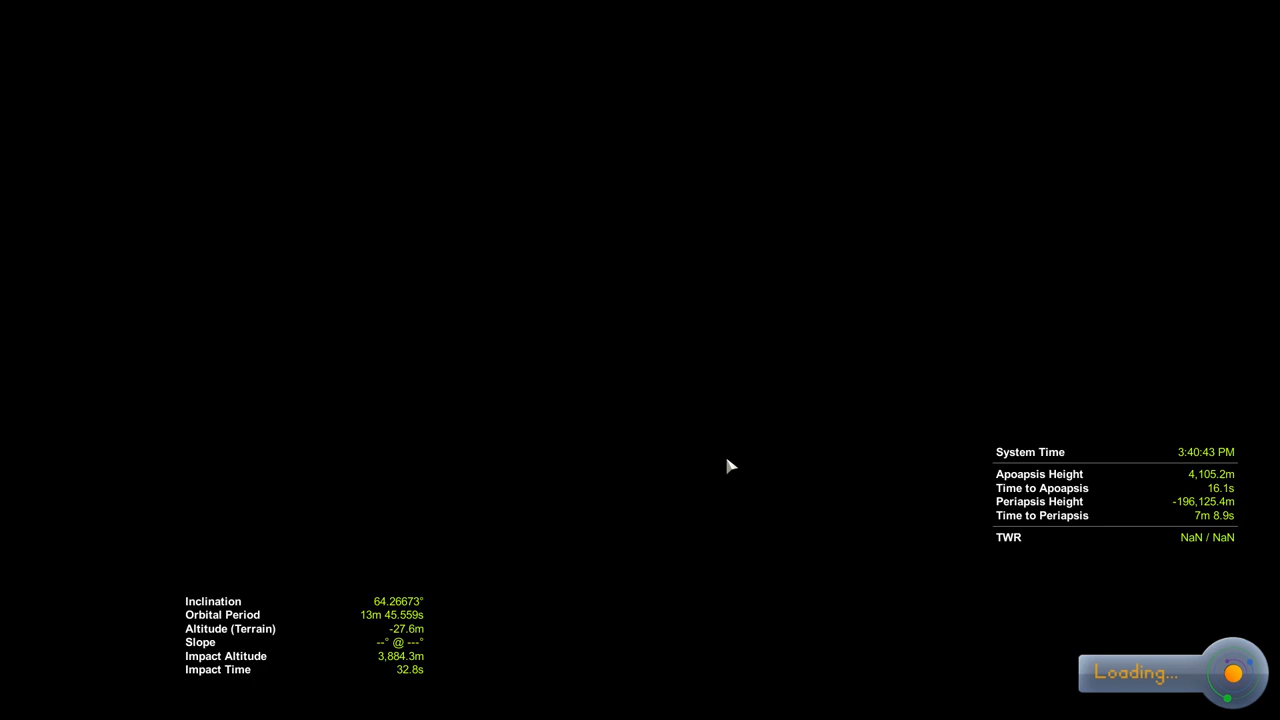 System Time 3:40:43 PM
Apoapsis Height 4,105.2m
Time to Apoapsis 16.1s
Periapsis Height -196,125.4m
Time to Periapsis 7m 8.9s
TWR NaN / NaN
Inclination 64.26673°
Orbital Period 13m 45.559s
Altitude (Terrain) -27.6m
Slope --° @ ---°
Impact Altitude 3,884.3m
Impact Time 32.8s
Loading...